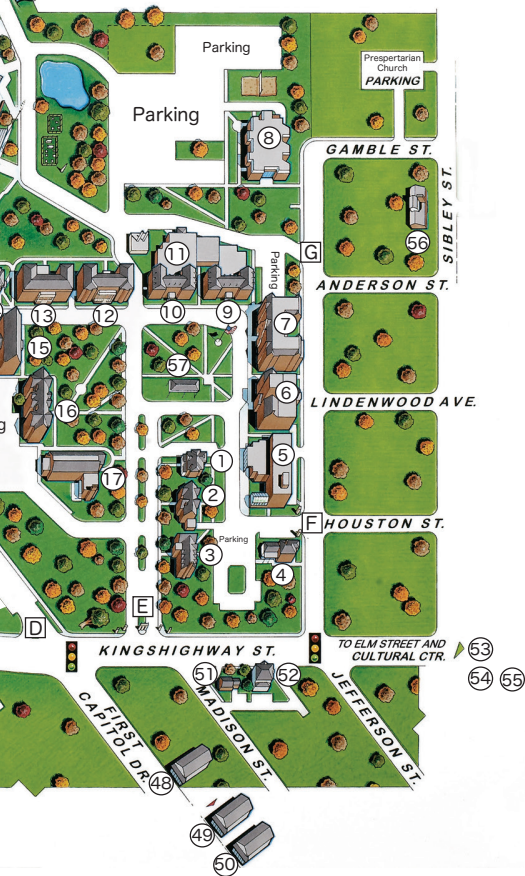 Parking
Prespertarian
Church
PARKING
Parking
8
GAMBLE ST.
SIBLEY ST.
56
11
G
Parking
ANDERSON ST.
13
12
10
9
7
15
57
6
LINDENWOOD AVE.
16
g
1
5
17
2
F
HOUSTON ST.
3
Parking
4
E
D
KINGSHIGHWAY ST.
TO ELM STREET AND
CULTURAL CTR.
53
54
55
51
52
FIRST
CAPITOL DR.
MADISON ST.
JEFFERSON ST.
48
49
50